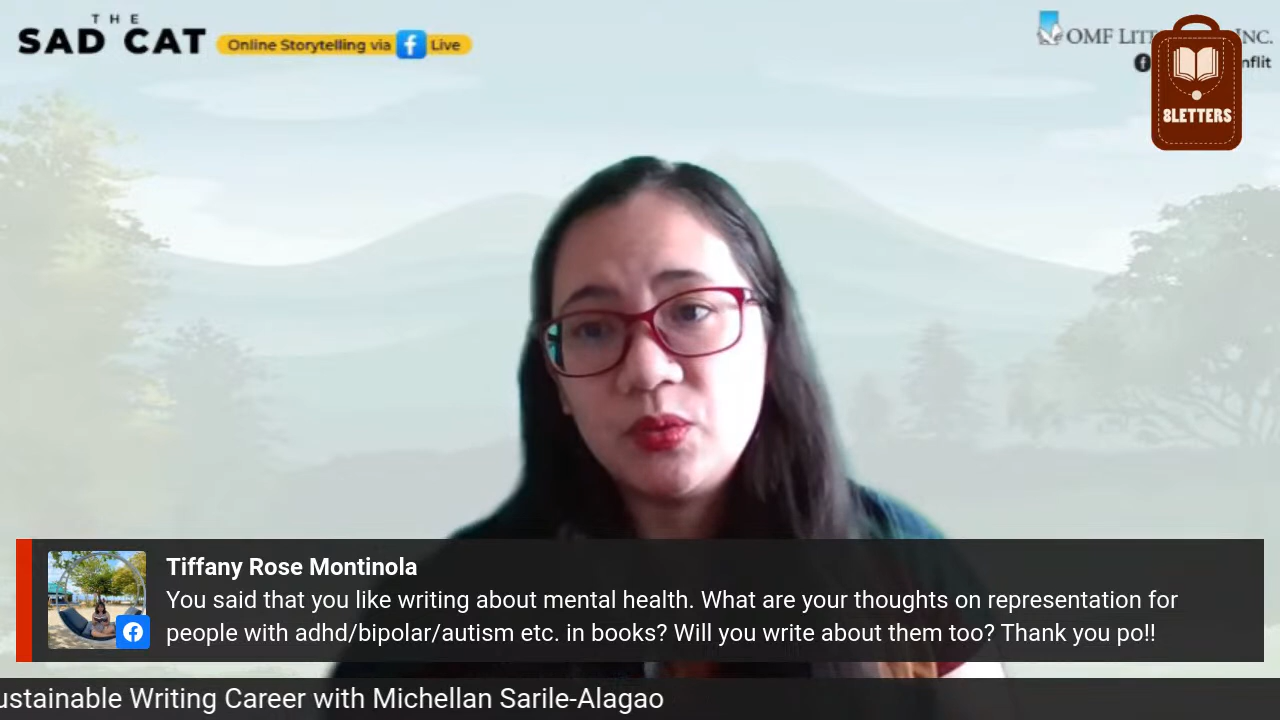 THE
SAD CAT
Online Storytelling via
Live
OMF
INC.
8LETTERS
Tiffany Rose Montinola
You said that you like writing about mental health. What are your thoughts on representation for
people with adhd/bipolar/autism etc. in books? Will you write about them too? Thank you po!!
Writing Career with Michellan Sarile-Alagao